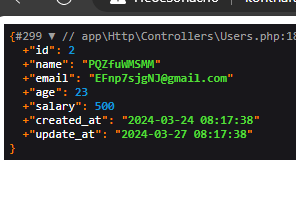 {#299 ▼ // app\Http\Controllers\Users.php:18
+"id": 2
+"name": "PQZfuWMSMM"
+"email": "EFnp7sjgNJ@gmail.com"
+"age": 23
+"salary": 500
+"created_at": "2024-03-24 08:17:38"
+"update_at": "2024-03-27 08:17:38"
}